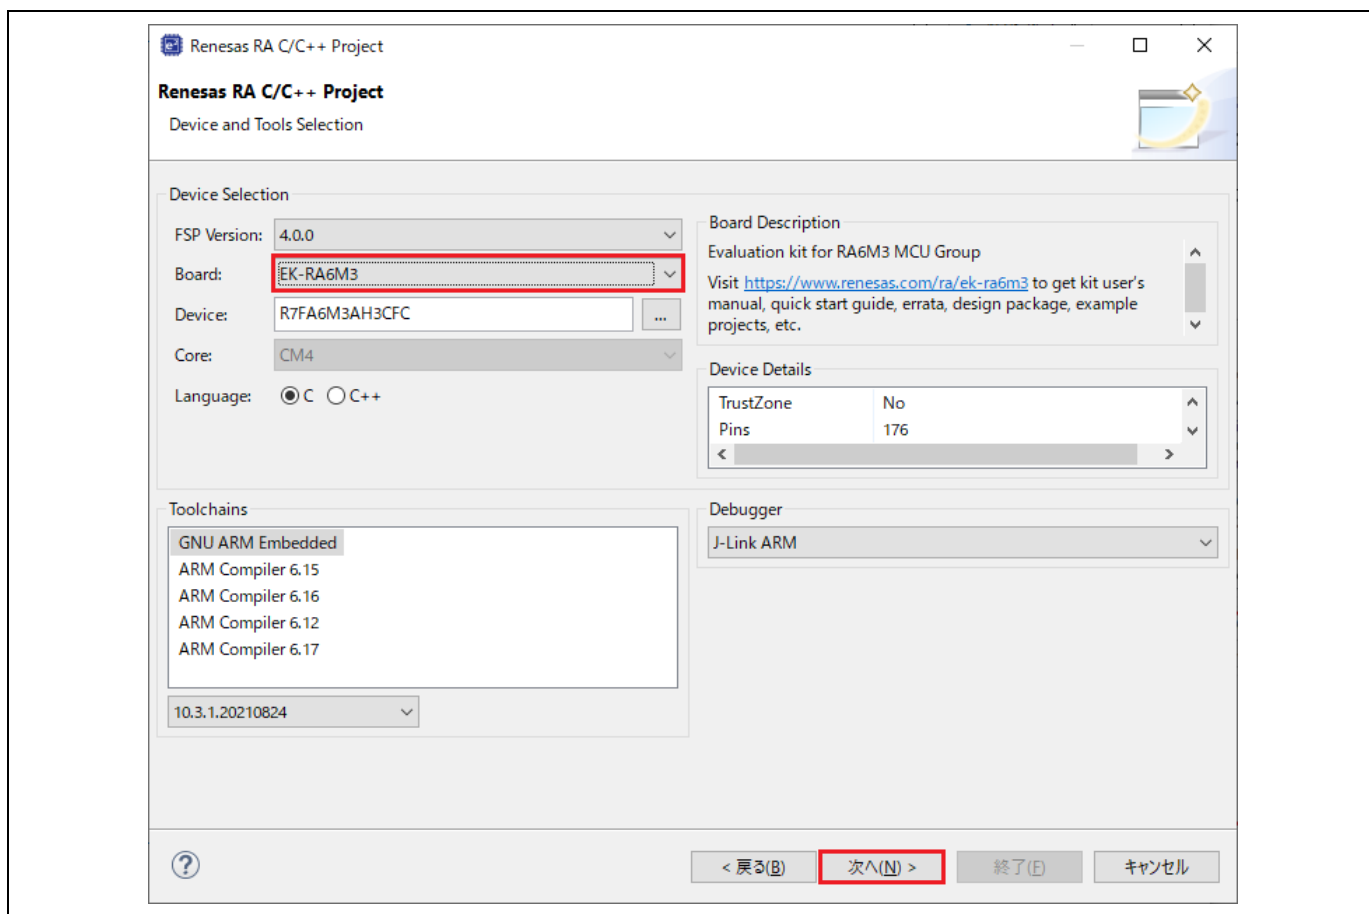 Renesas RA C/C++ Project
Renesas RA C/C++ Project
Device and Tools Selection
Device Selection
FSP Version: 4.0.0
Board: EK-RA6M3
Device: R7FA6M3AH3CFC ...
Core: CM4
Language: C C++
Board Description
Evaluation kit for RA6M3 MCU Group
Visit https://www.renesas.com/ra/ek-ra6m3 to get kit user's
manual, quick start guide, errata, design package, example
projects, etc.
Device Details
TrustZone No
Pins 176
Toolchains
GNU ARM Embedded
ARM Compiler 6.15
ARM Compiler 6.16
ARM Compiler 6.12
ARM Compiler 6.17
10.3.1.20210824
Debugger
J-Link ARM
< 戻る(B) 次へ(N) > 終了(F) キャンセル